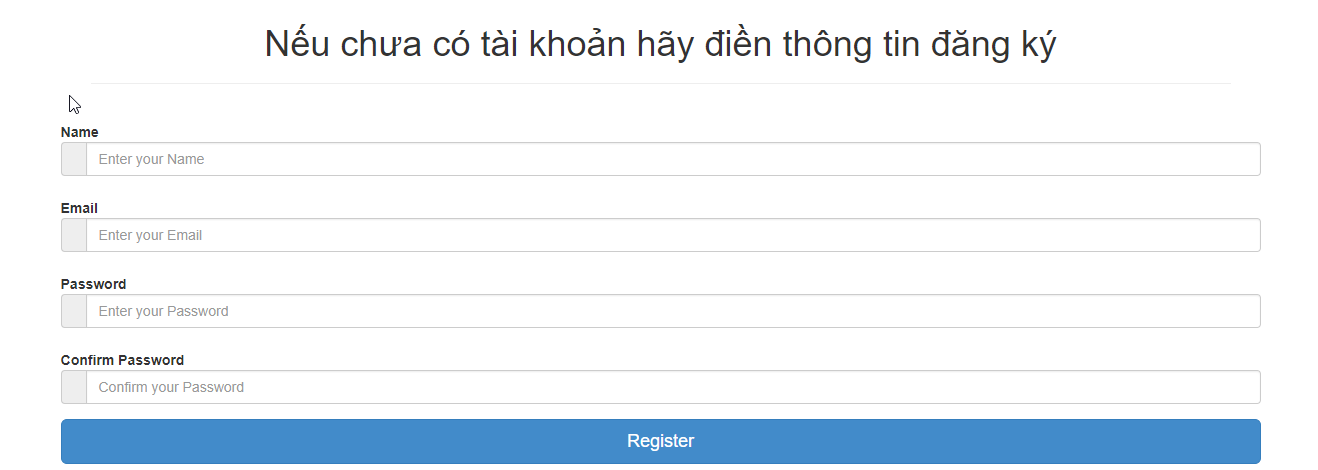 Nếu chưa có tài khoản hãy điền thông tin đăng ký
Name
Enter your Name
Email
Enter your Email
Password
Enter your Password
Confirm Password
Confirm your Password
Register